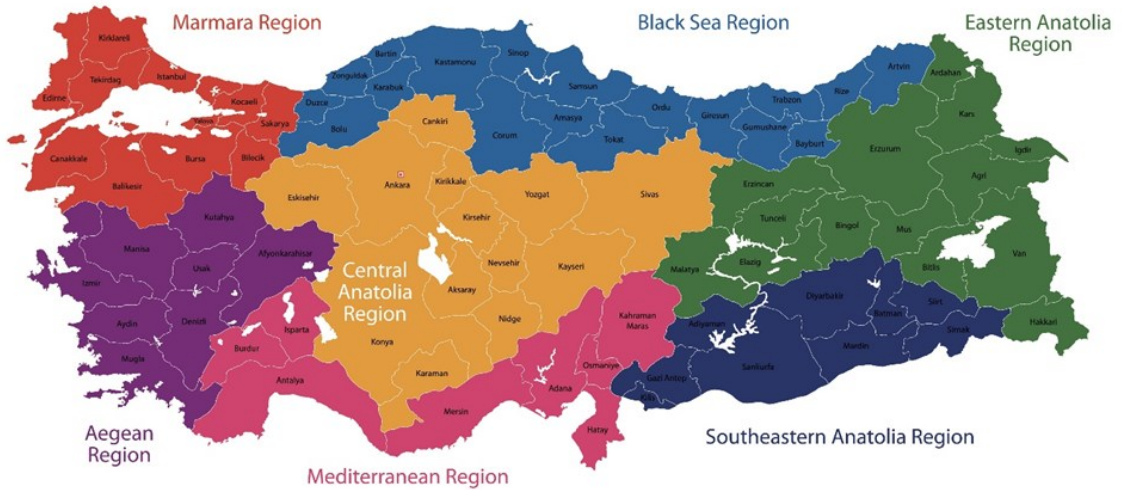 Marmara Region
Black Sea Region
Eastern Anatolia
Region
Kirklareli
Tekirdag
Istanbul
Edirne
Kocaeli
Yalova
Sakarya
Canakkale
Bursa
Bilecik
Balikesir
Bartin
Kastamonu
Sinop
Zonguldak
Karabuk
Samsun
Duzce
Bolu
Corum
Amasya
Tokat
Ordu
Giresun
Trabzon
Gumushane
Bayburt
Rize
Artvin
Ardahan
Kars
Igdir
Erzurum
Agri
Erzincan
Tunceli
Bingol
Mus
Van
Bitlis
Elazig
Malatya
Hakkari
Cankiri
Ankara
Kirikkale
Eskisehir
Yozgat
Sivas
Kirsehir
Nevsehir
Kayseri
Aksaray
Central
Anatolia
Region
Nidge
Konya
Karaman
Kutahya
Manisa
Afyonkarahisar
Usak
Izmir
Aydin
Denizli
Mugla
Isparta
Burdur
Antalya
Mersin
Adana
Osmaniye
Kahraman
Maras
Hatay
Adiyaman
Diyarbakir
Batman
Siirt
Sirnak
Mardin
Sanliurfa
Gazi Antep
Kilis
Aegean
Region
Mediterranean Region
Southeastern Anatolia Region